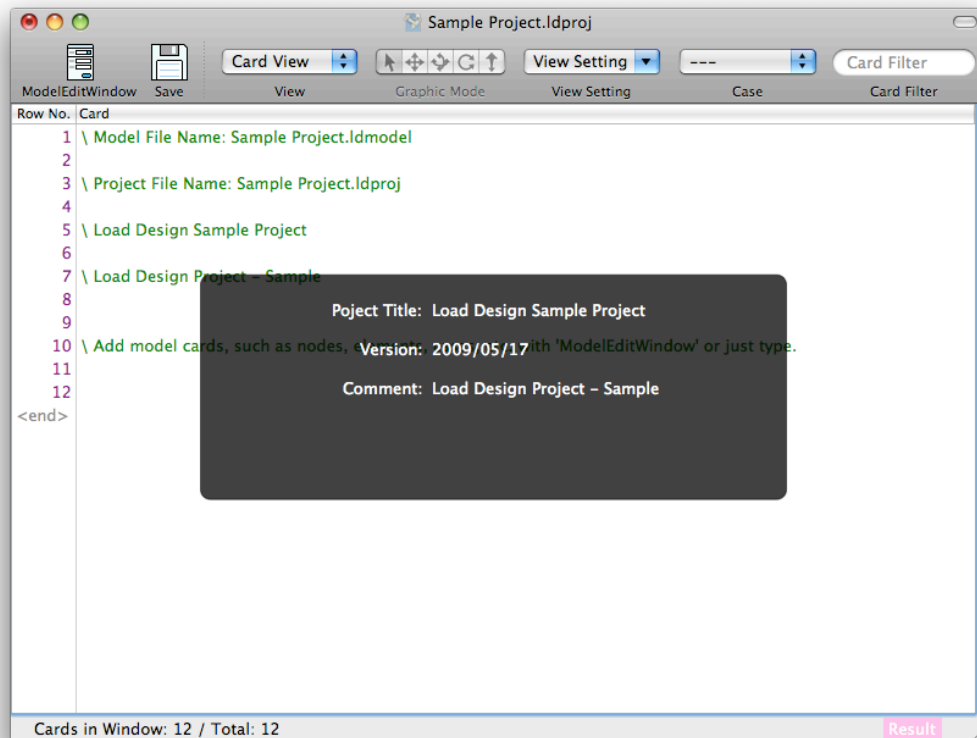 Sample Project.ldproj
Card View
View Setting
---
Card Filter
ModelEditWindow Save View Graphic Mode View Setting Case Card Filter
Row No. Card
1 \ Model File Name: Sample Project.ldmodel
2
3 \ Project File Name: Sample Project.ldproj
4
5 \ Load Design Sample Project
6
7 \ Load Design Project - Sample
8
9
10 \ Add model cards, such as nodes, with 'ModelEditWindow' or just type.
11
12
<end>
Poject Title: Load Design Sample Project
Version: 2009/05/17
Comment: Load Design Project - Sample
Cards in Window: 12 / Total: 12
Result